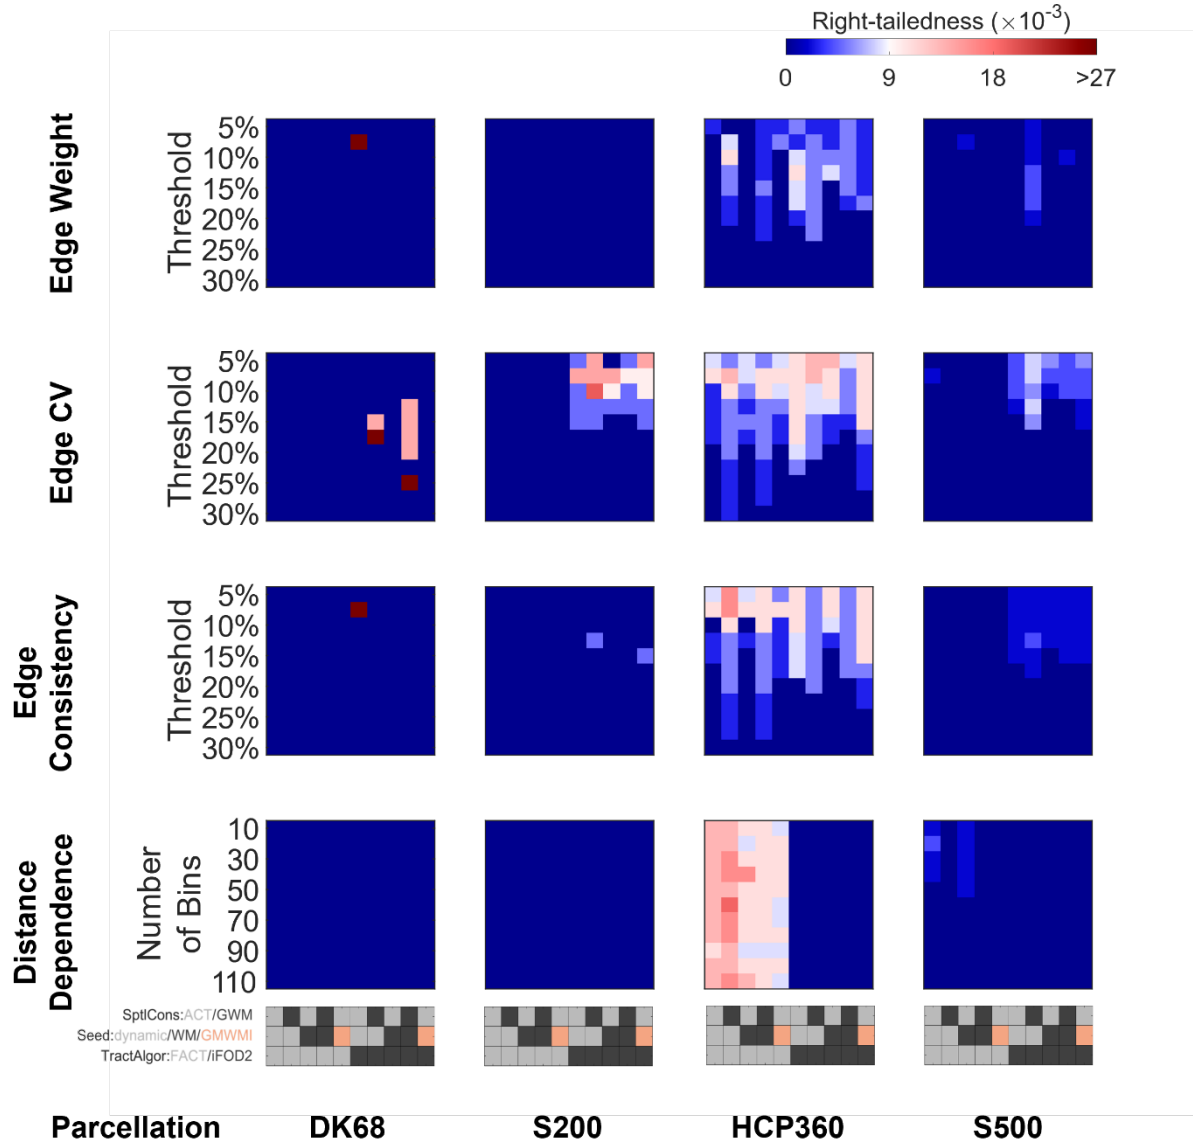 Right-tailedness (×10⁻³)
0 9 18 >27
Edge Weight
Threshold
5%
10%
15%
20%
25%
30%
Edge CV
Threshold
5%
10%
15%
20%
25%
30%
Edge
Consistency
Threshold
5%
10%
15%
20%
25%
30%
Distance
Dependence
Number
of Bins
10
30
50
70
90
110
SptlCons:ACT/GWM
Seed:dynamic/WM/GMWMI
TractAlgor:FACT/iFOD2
Parcellation DK68 S200 HCP360 S500